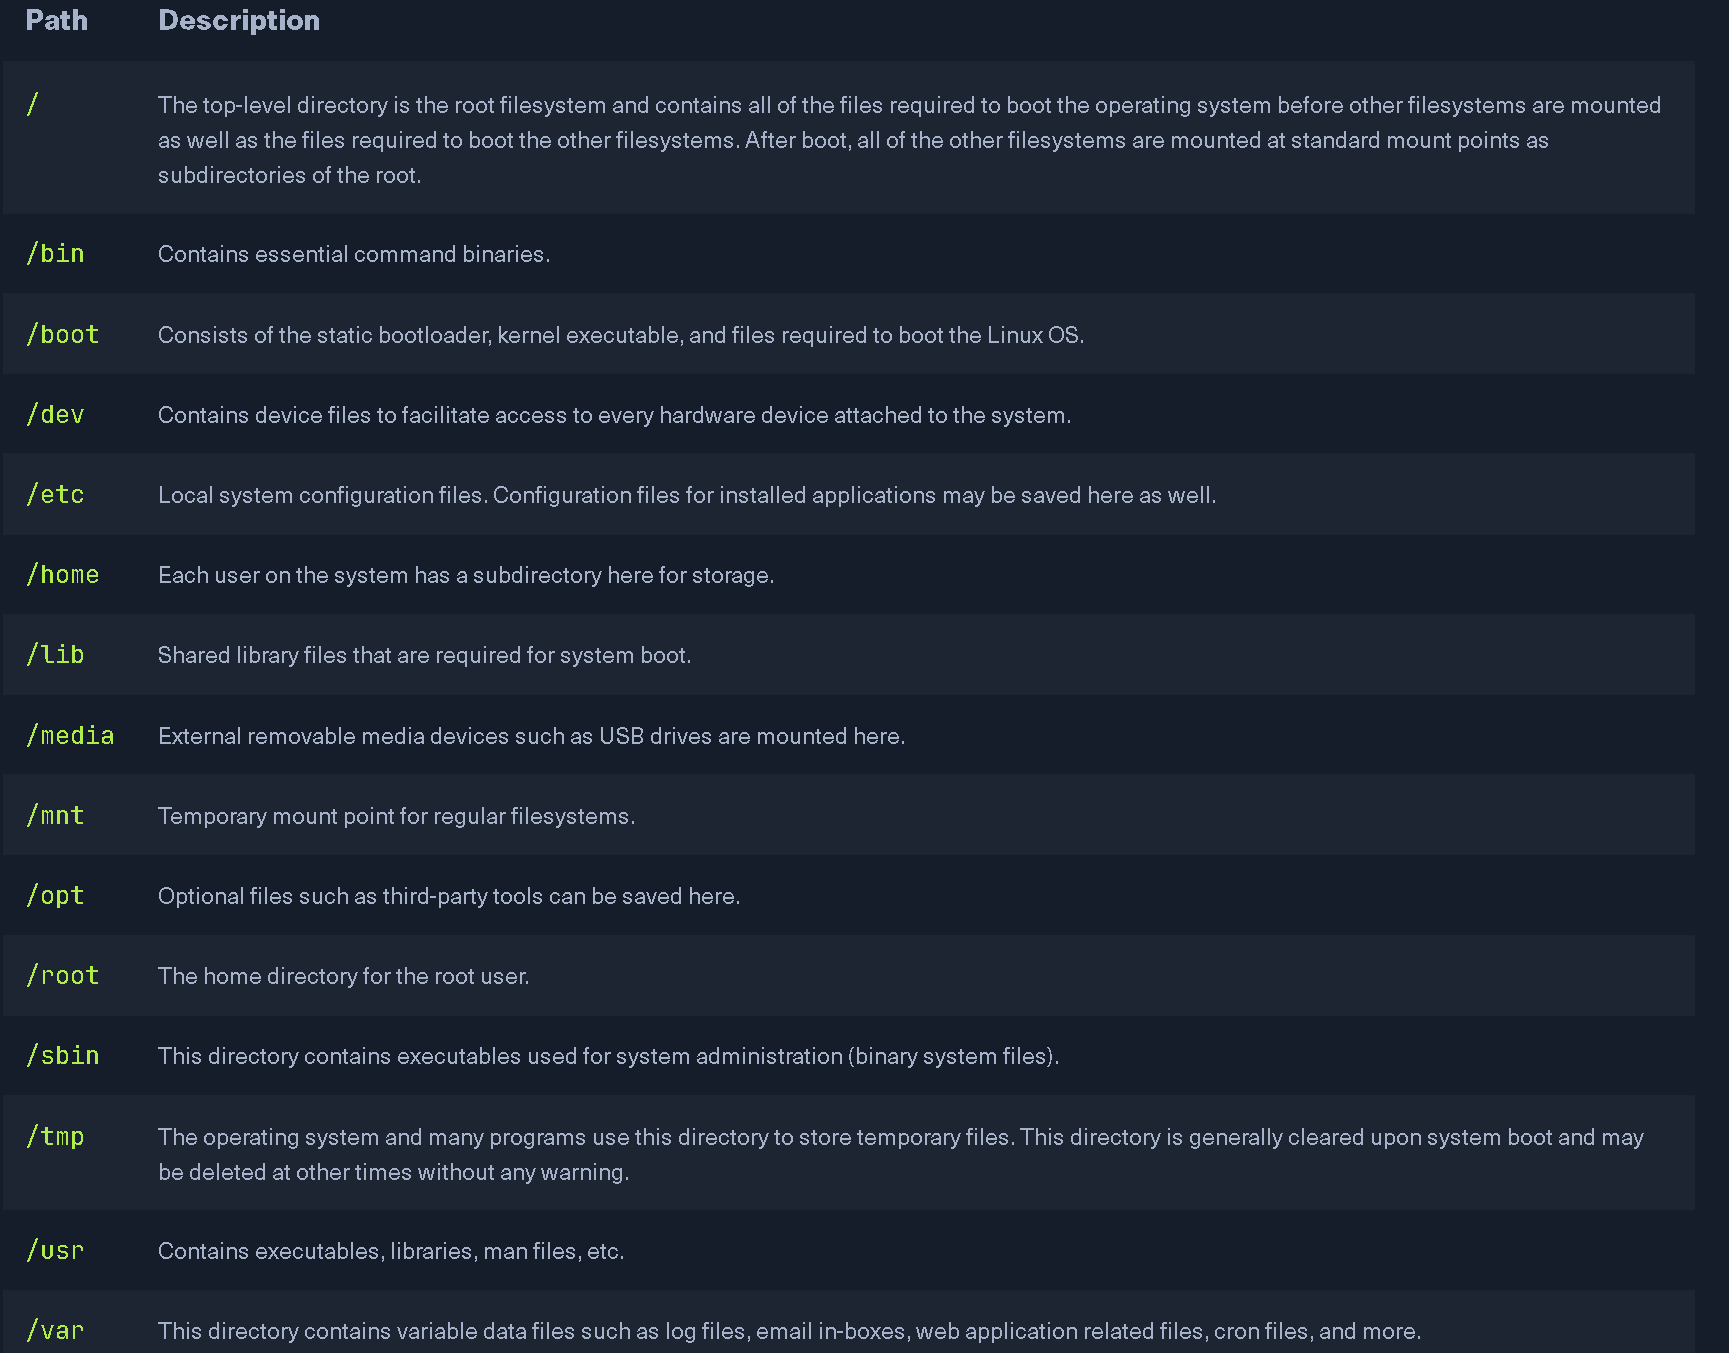 Path Description
/ The top-level directory is the root filesystem and contains all of the files required to boot the operating system before other filesystems are mounted
as well as the files required to boot the other filesystems. After boot, all of the other filesystems are mounted at standard mount points as
subdirectories of the root.
/bin Contains essential command binaries.
/boot Consists of the static bootloader, kernel executable, and files required to boot the Linux OS.
/dev Contains device files to facilitate access to every hardware device attached to the system.
/etc Local system configuration files. Configuration files for installed applications may be saved here as well.
/home Each user on the system has a subdirectory here for storage.
/lib Shared library files that are required for system boot.
/media External removable media devices such as USB drives are mounted here.
/mnt Temporary mount point for regular filesystems.
/opt Optional files such as third-party tools can be saved here.
/root The home directory for the root user.
/sbin This directory contains executables used for system administration (binary system files).
/tmp The operating system and many programs use this directory to store temporary files. This directory is generally cleared upon system boot and may
be deleted at other times without any warning.
/usr Contains executables, libraries, man files, etc.
/var This directory contains variable data files such as log files, email in-boxes, web application related files, cron files, and more.